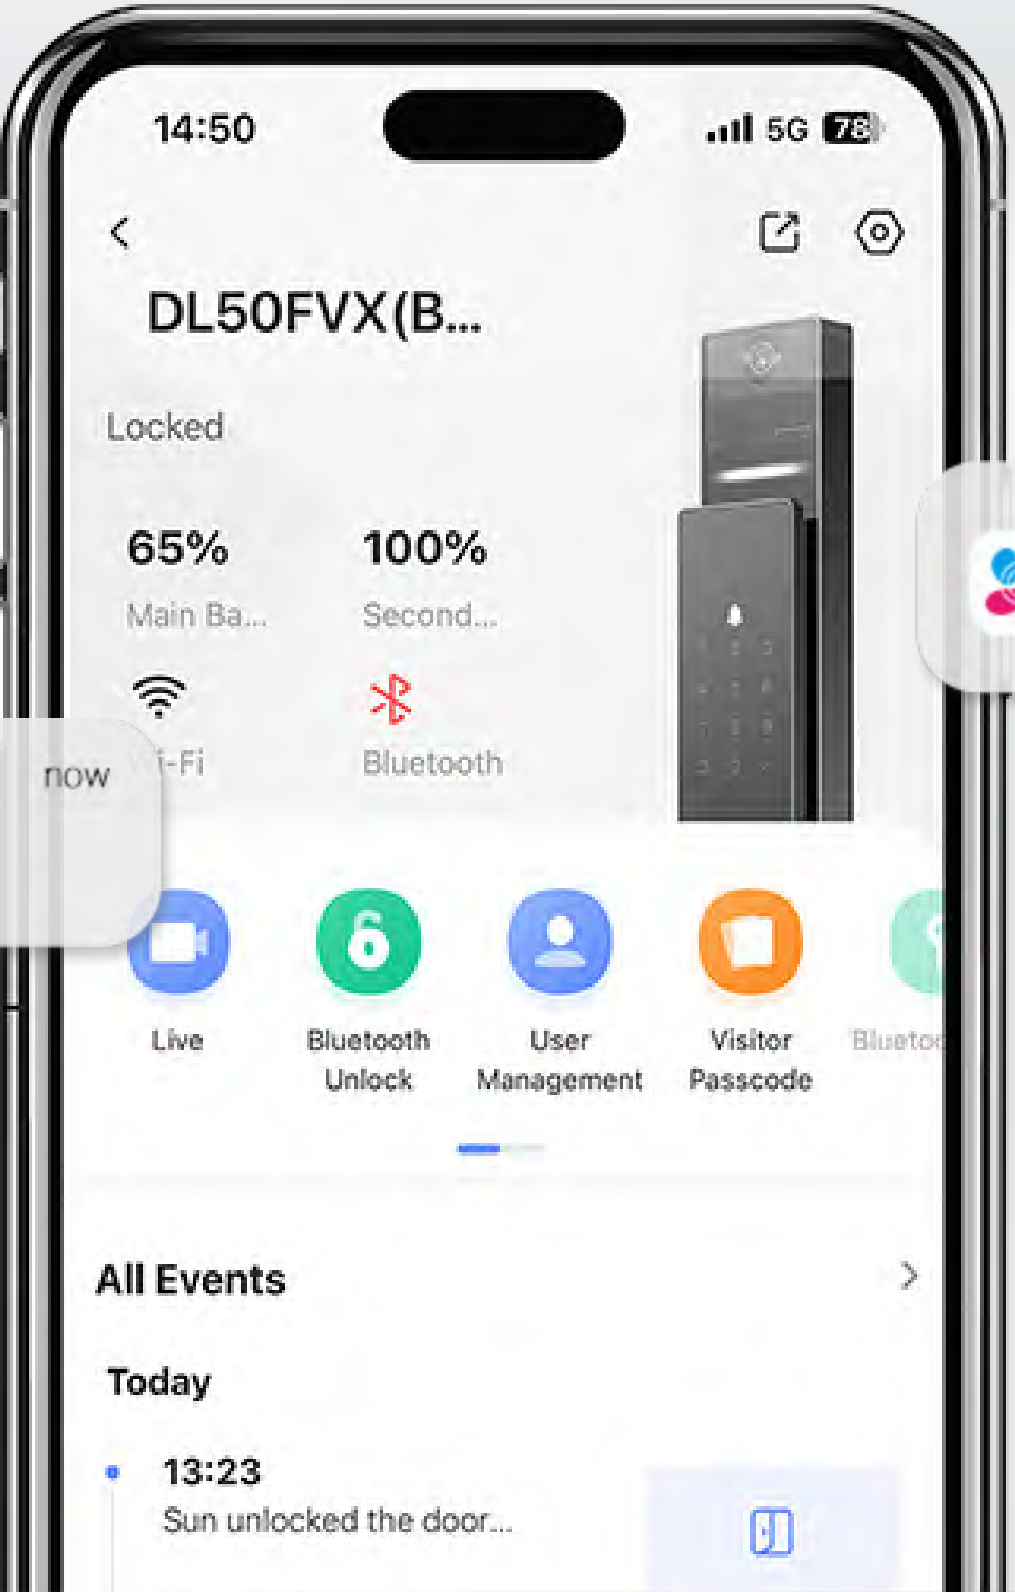 14:50 5G 78
DL50FVX(B...
Locked
65% 100%
Main Ba... Second...
now i-Fi Bluetooth
Live Bluetooth Unlock User Management Visitor Passcode Bluetoo
All Events
Today
13:23
Sun unlocked the door...